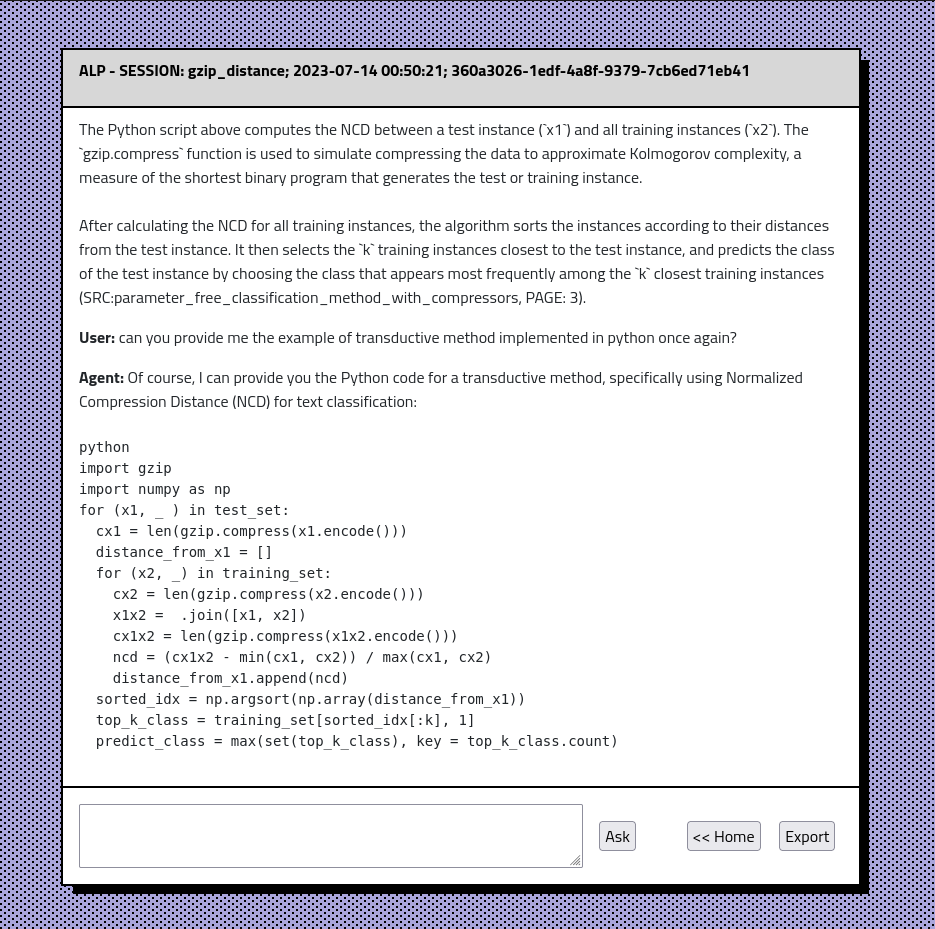 ALP - SESSION: gzip_distance; 2023-07-14 00:50:21; 360a3026-1edf-4a8f-9379-7cb6ed71eb41
The Python script above computes the NCD between a test instance (`x1`) and all training instances (`x2`). The
`gzip.compress` function is used to simulate compressing the data to approximate Kolmogorov complexity, a
measure of the shortest binary program that generates the test or training instance.
After calculating the NCD for all training instances, the algorithm sorts the instances according to their distances
from the test instance. It then selects the `k` training instances closest to the test instance, and predicts the class
of the test instance by choosing the class that appears most frequently among the `k` closest training instances
(SRC:parameter_free_classification_method_with_compressors, PAGE: 3).
User: can you provide me the example of transductive method implemented in python once again?
Agent: Of course, I can provide you the Python code for a transductive method, specifically using Normalized
Compression Distance (NCD) for text classification:
python
import gzip
import numpy as np
for (x1, _ ) in test_set:
  cx1 = len(gzip.compress(x1.encode()))
  distance_from_x1 = []
  for (x2, _) in training_set:
    cx2 = len(gzip.compress(x2.encode()))
    x1x2 =  .join([x1, x2])
    cx1x2 = len(gzip.compress(x1x2.encode()))
    ncd = (cx1x2 - min(cx1, cx2)) / max(cx1, cx2)
    distance_from_x1.append(ncd)
  sorted_idx = np.argsort(np.array(distance_from_x1))
  top_k_class = training_set[sorted_idx[:k], 1]
  predict_class = max(set(top_k_class), key = top_k_class.count)
Ask << Home Export